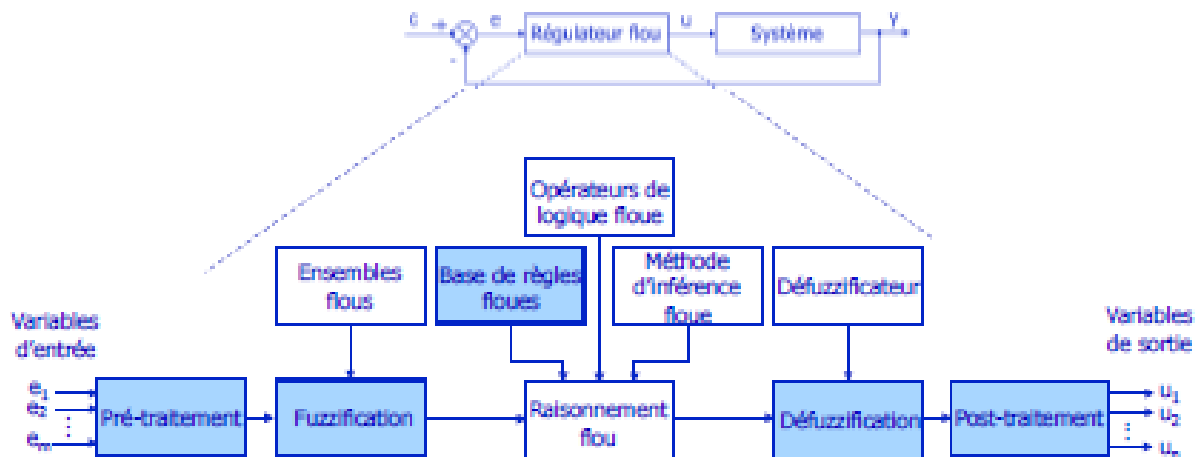 c + e Régulateur flou u Système y
-
Opérateurs de
logique floue
Ensembles
flous
Base de règles
floues
Méthode
d'inférence
floue
Défuzzificateur
Variables
d'entrée
Variables
de sortie
e1
e2
⋮
em
Pré-traitement
Fuzzification
Raisonnement
flou
Défuzzification
Post-traitement
u1
u2
⋮